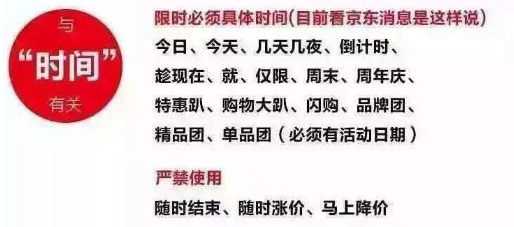 与
“时间”
有关
限时必须具体时间(目前看京东消息是这样说)
今日、今天、几天几夜、倒计时、
趁现在、就、仅限、周末、周年庆、
特惠趴、购物大趴、闪购、品牌团、
精品团、单品团(必须有活动日期)
严禁使用
随时结束、随时涨价、马上降价